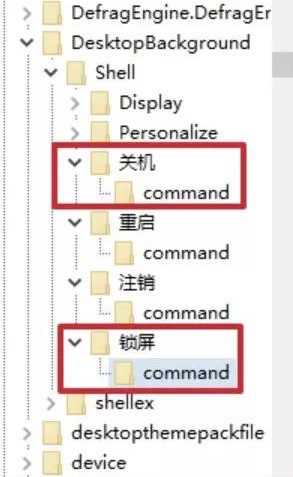 DefragEngine.DefragEr
DesktopBackground
Shell
Display
Personalize
关机
command
重启
command
注销
command
锁屏
command
shellex
desktopthemepackfile
device